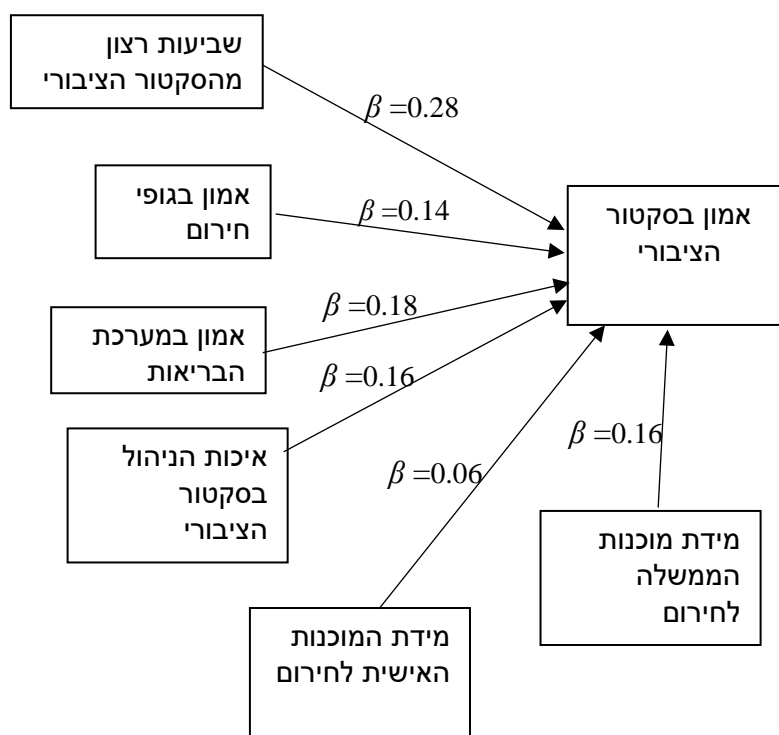 שביעות רצון
מהסקטור הציבורי
β =0.28
אמון בגופי
חירום
β =0.14
אמון בסקטור
הציבורי
β =0.18
אמון במערכת
הבריאות
β =0.16
איכות הניהול
בסקטור
הציבורי
β =0.06
β =0.16
מידת מוכנות
הממשלה
לחירום
מידת המוכנות
האישית לחירום